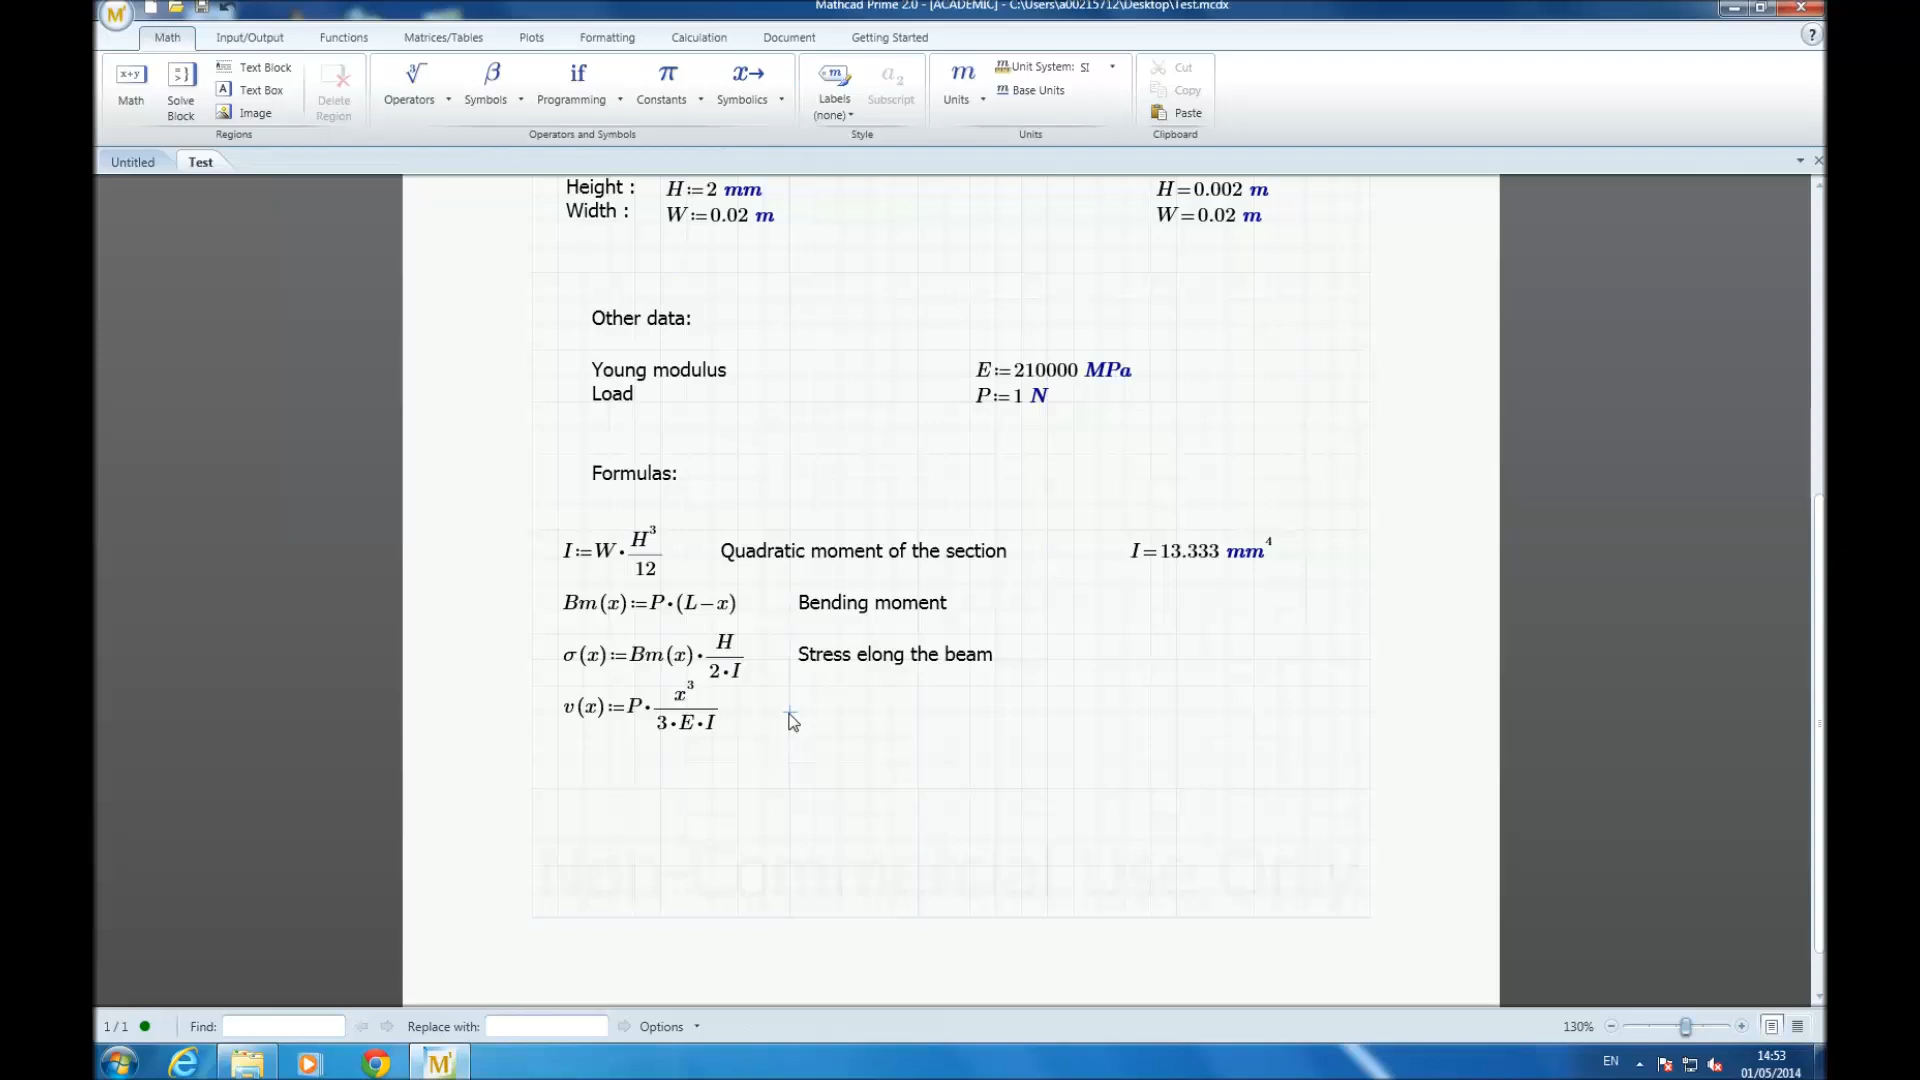 Mathcad Prime 2.0 - [ACADEMIC] - C:\Users\a00215712\Desktop\Test.mcdx
Math Input/Output Functions Matrices/Tables Plots Formatting Calculation Document Getting Started
Math
Solve Block
Text Block
Text Box
Image
Delete Region
Regions
Operators Symbols Programming Constants Symbolics
Operators and Symbols
Labels (none)
Subscript
Style
Units
Unit System: SI
Base Units
Units
Cut
Copy
Paste
Clipboard
Untitled Test
Height : H:=2 mm H=0.002 m
Width : W:=0.02 m W=0.02 m
Other data:
Young modulus E:=210000 MPa
Load P:=1 N
Formulas:
I:=W·H³/12 Quadratic moment of the section I=13.333 mm⁴
Bm(x):=P·(L−x) Bending moment
σ(x):=Bm(x)·H/2·I Stress elong the beam
v(x):=P·x³/3·E·I
Non-Commercial Use Only
1 / 1 Find: Replace with: Options 130%
EN 14:53
01/05/2014